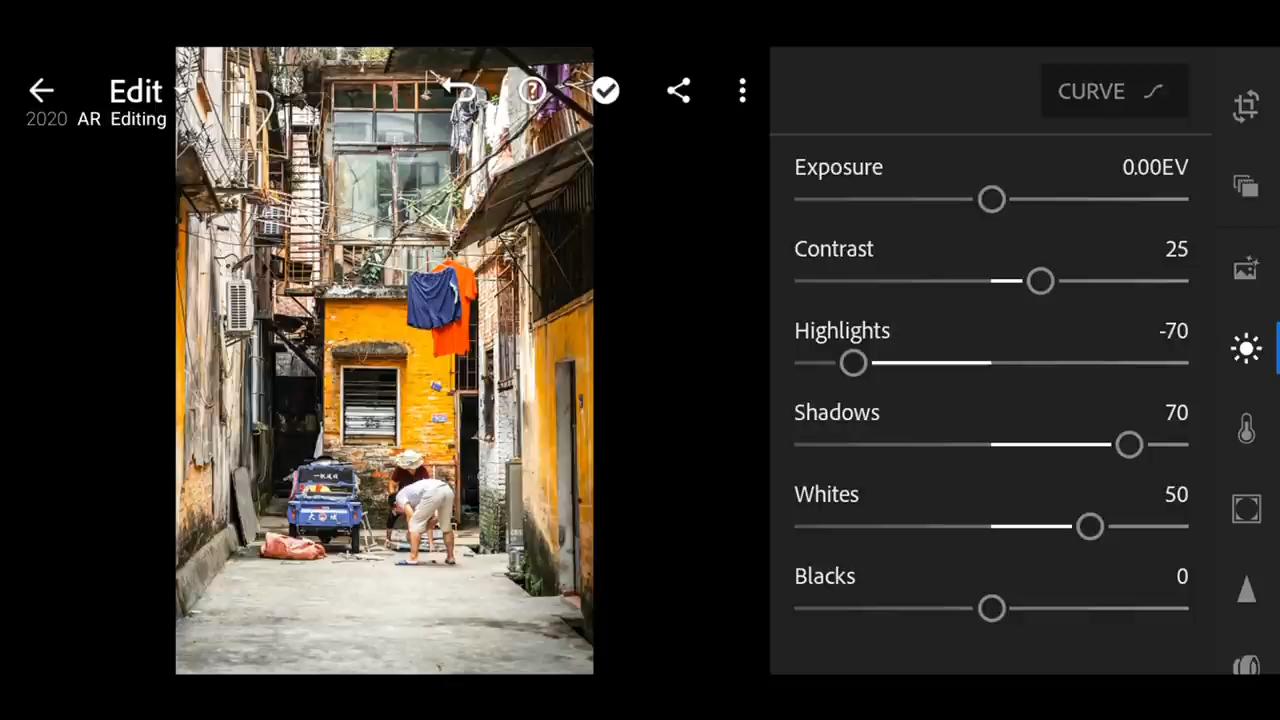 Edit
2020 AR Editing
CURVE
Exposure 0.00EV
Contrast 25
Highlights -70
Shadows 70
Whites 50
Blacks 0